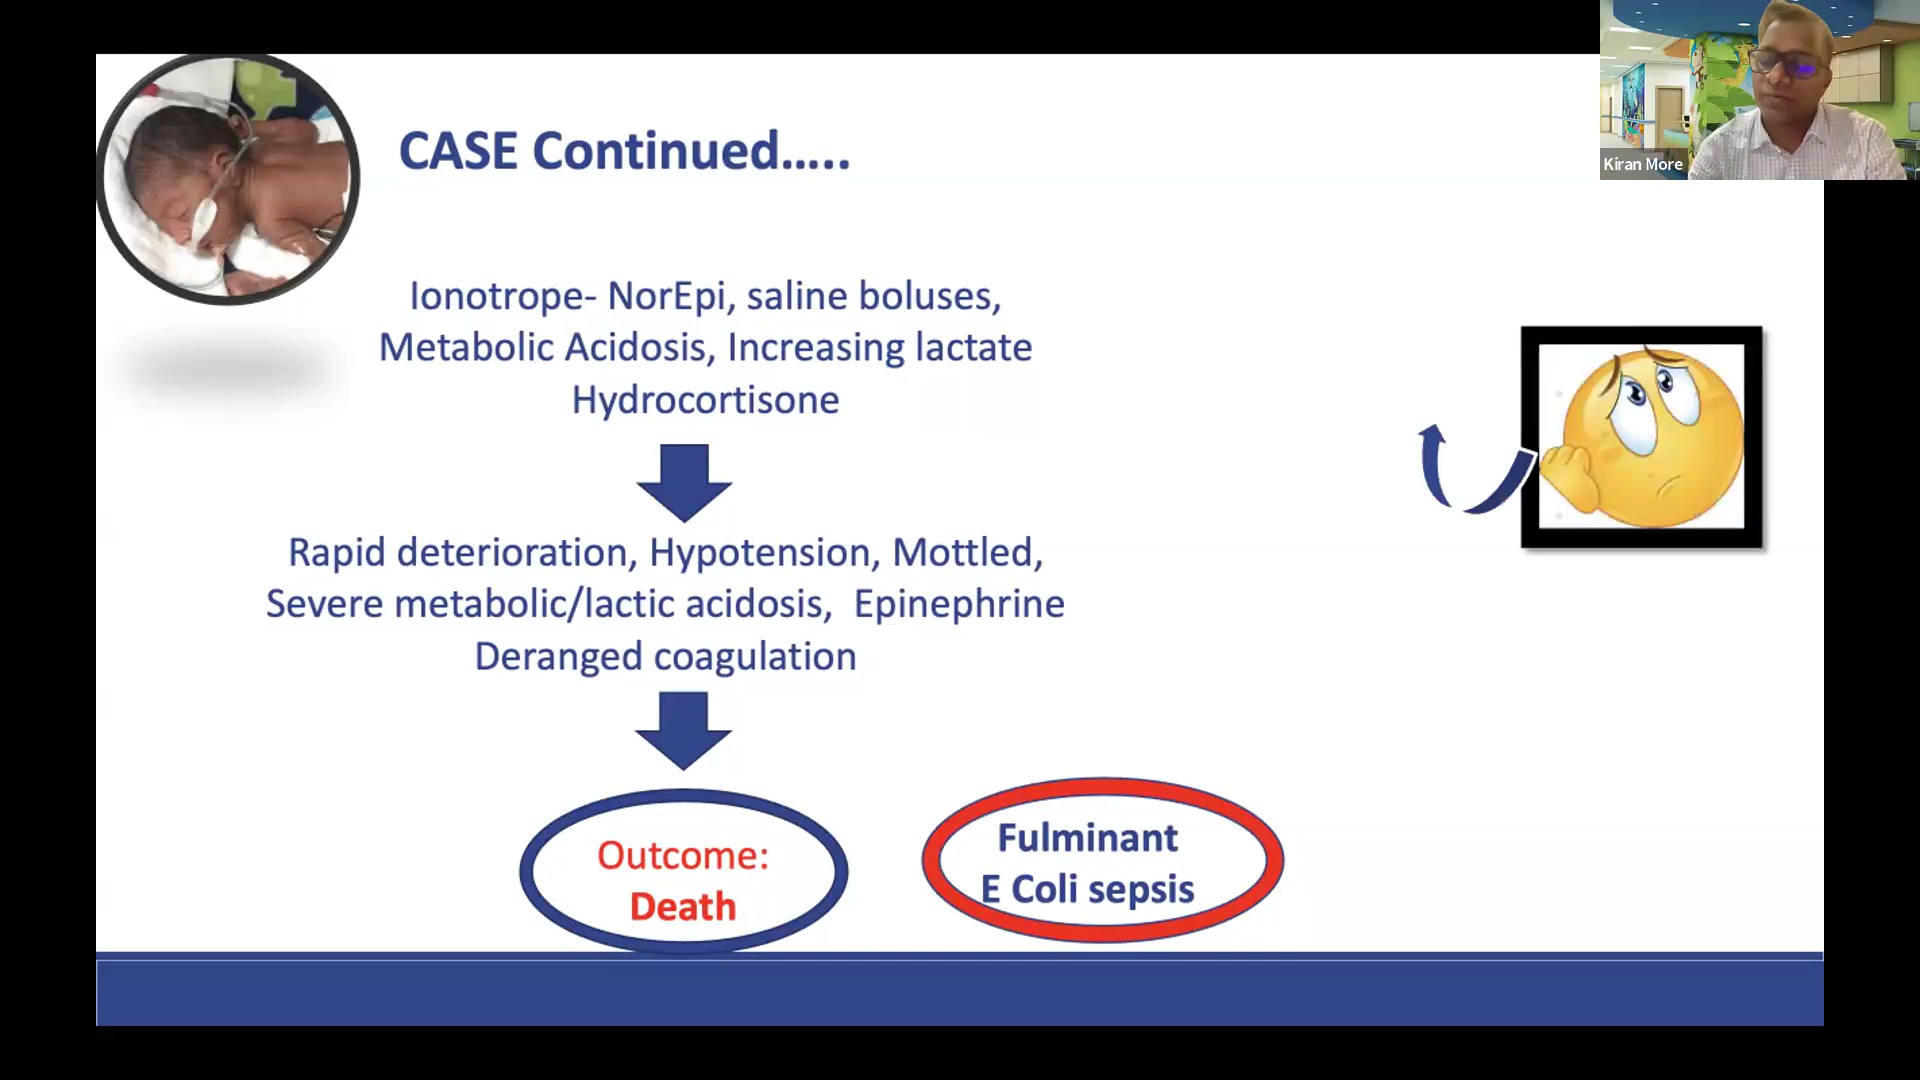 Kiran More
CASE Continued.....
Ionotrope- NorEpi, saline boluses,
Metabolic Acidosis, Increasing lactate
Hydrocortisone
Rapid deterioration, Hypotension, Mottled,
Severe metabolic/lactic acidosis,  Epinephrine
Deranged coagulation
Outcome:
Death
Fulminant
E Coli sepsis